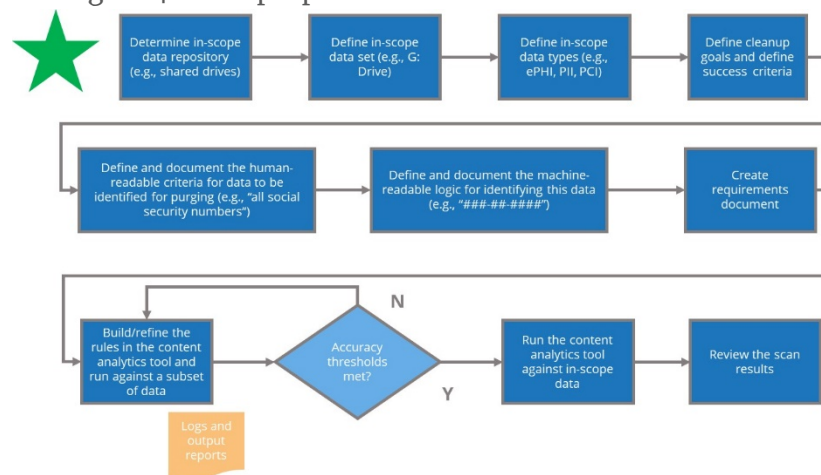 Determine in-scope
data repository
(e.g., shared drives)
Define in-scope
data set (e.g., G:
Drive)
Define in-scope
data types (e.g.,
ePHI, PII, PCI)
Define cleanup
goals and define
success criteria
Define and document the human-
readable criteria for data to be
identified for purging (e.g., "all social
security numbers")
Define and document the machine-
readable logic for identifying this data
(e.g., "###-##-####")
Create
requirements
document
Build/refine the
rules in the content
analytics tool and
run against a subset
of data
N
Accuracy
thresholds
met?
Y
Run the content
analytics tool
against in-scope
data
Review the scan
results
Logs and
output
reports